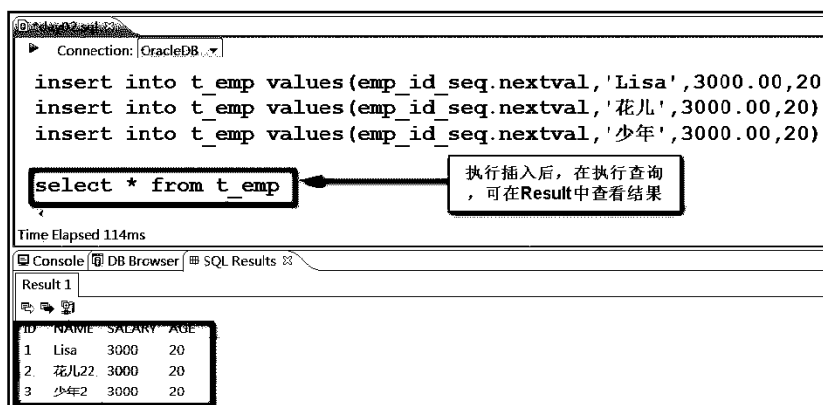 *day02.sql
Connection: OracleDB
insert into t_emp values(emp_id_seq.nextval,'Lisa',3000.00,20
insert into t_emp values(emp_id_seq.nextval,'花儿',3000.00,20)
insert into t_emp values(emp_id_seq.nextval,'少年',3000.00,20)
select * from t_emp
执行插入后，在执行查询
，可在Result中查看结果
Time Elapsed 114ms
Console DB Browser SQL Results
Result 1
ID NAME SALARY AGE
1 Lisa 3000 20
2 花儿22 3000 20
3 少年2 3000 20